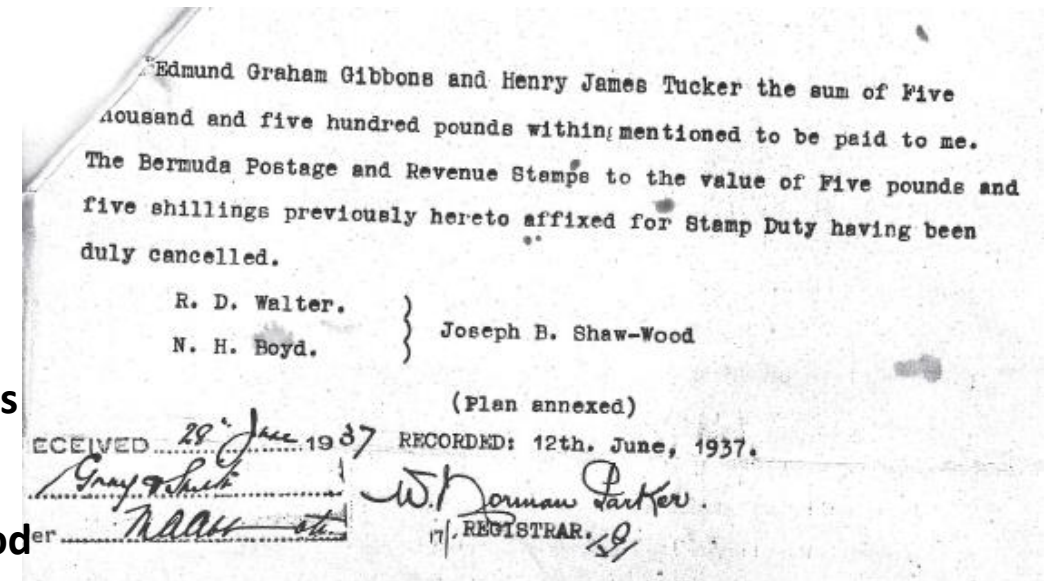 Edmund Graham Gibbons and Henry James Tucker the sum of Five
housand and five hundred pounds within mentioned to be paid to me.
The Bermuda Postage and Revenue Stamps to the value of Five pounds and
five shillings previously hereto affixed for Stamp Duty having been
duly cancelled.
R. D. Walter.
N. H. Boyd.
} Joseph B. Shaw-Wood
(Plan annexed)
s
ECEIVED 28" June 1937 RECORDED: 12th. June, 1937.
Gray & Smith
W. Norman Parker
od er
REGISTRAR.